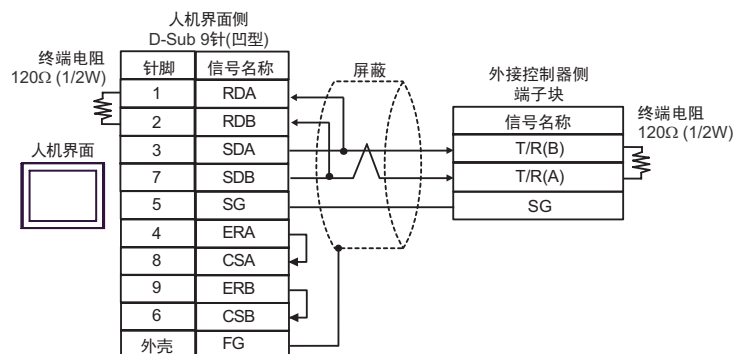 人机界面侧
D-Sub 9针(凹型)
终端电阻
120Ω (1/2W)
人机界面
针脚 信号名称
1 RDA
2 RDB
3 SDA
7 SDB
5 SG
4 ERA
8 CSA
9 ERB
6 CSB
外壳 FG
屏蔽
外接控制器侧
端子块
信号名称
T/R(B)
T/R(A)
SG
终端电阻
120Ω (1/2W)